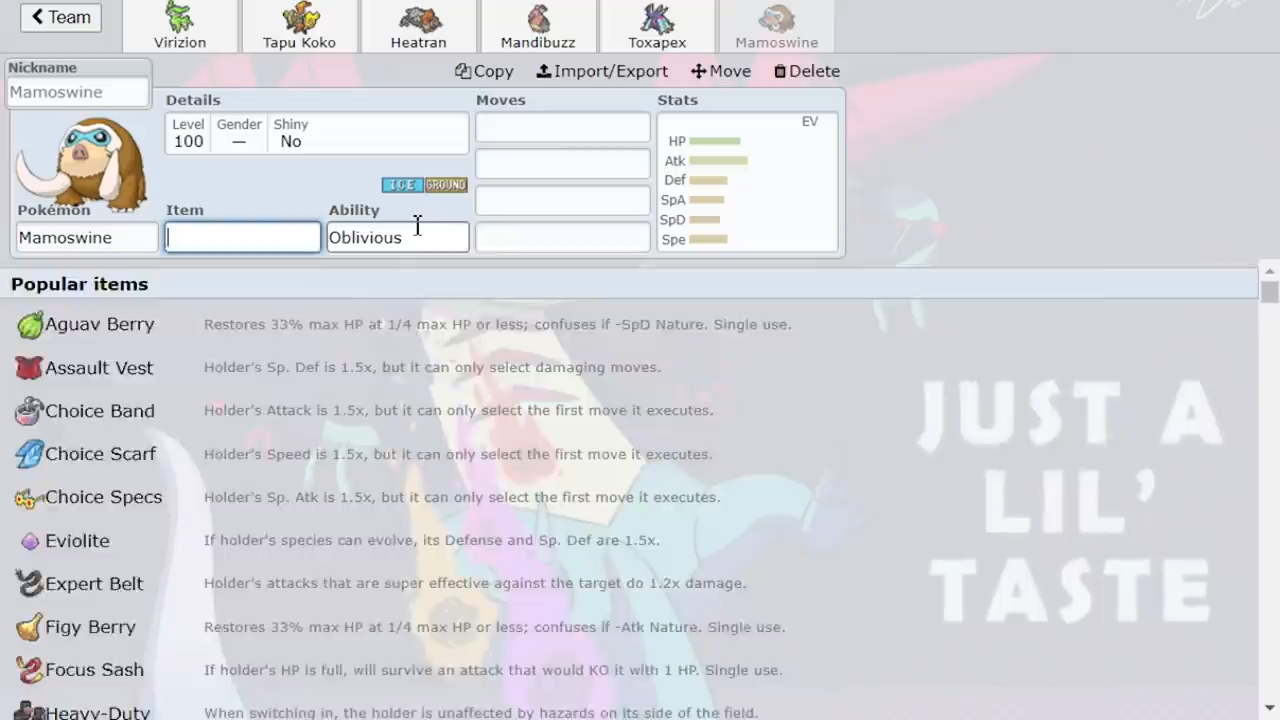 Team
Virizion
Tapu Koko
Heatran
Mandibuzz
Toxapex
Mamoswine
Nickname
Mamoswine
Copy
Import/Export
Move
Delete
Details
Level
100
Gender
—
Shiny
No
ICE GROUND
Pokémon
Mamoswine
Item
Ability
Oblivious
Moves
Stats
EV
HP
Atk
Def
SpA
SpD
Spe
Popular items
Aguav Berry Restores 33% max HP at 1/4 max HP or less; confuses if -SpD Nature. Single use.
Assault Vest Holder's Sp. Def is 1.5x, but it can only select damaging moves.
Choice Band Holder's Attack is 1.5x, but it can only select the first move it executes.
Choice Scarf Holder's Speed is 1.5x, but it can only select the first move it executes.
Choice Specs Holder's Sp. Atk is 1.5x, but it can only select the first move it executes.
Eviolite If holder's species can evolve, its Defense and Sp. Def are 1.5x.
Expert Belt Holder's attacks that are super effective against the target do 1.2x damage.
Figy Berry Restores 33% max HP at 1/4 max HP or less; confuses if -Atk Nature. Single use.
Focus Sash If holder's HP is full, will survive an attack that would KO it with 1 HP. Single use.
Heavy-Duty When switching in, the holder is unaffected by hazards on its side of the field.
JUST A
LIL'
TASTE